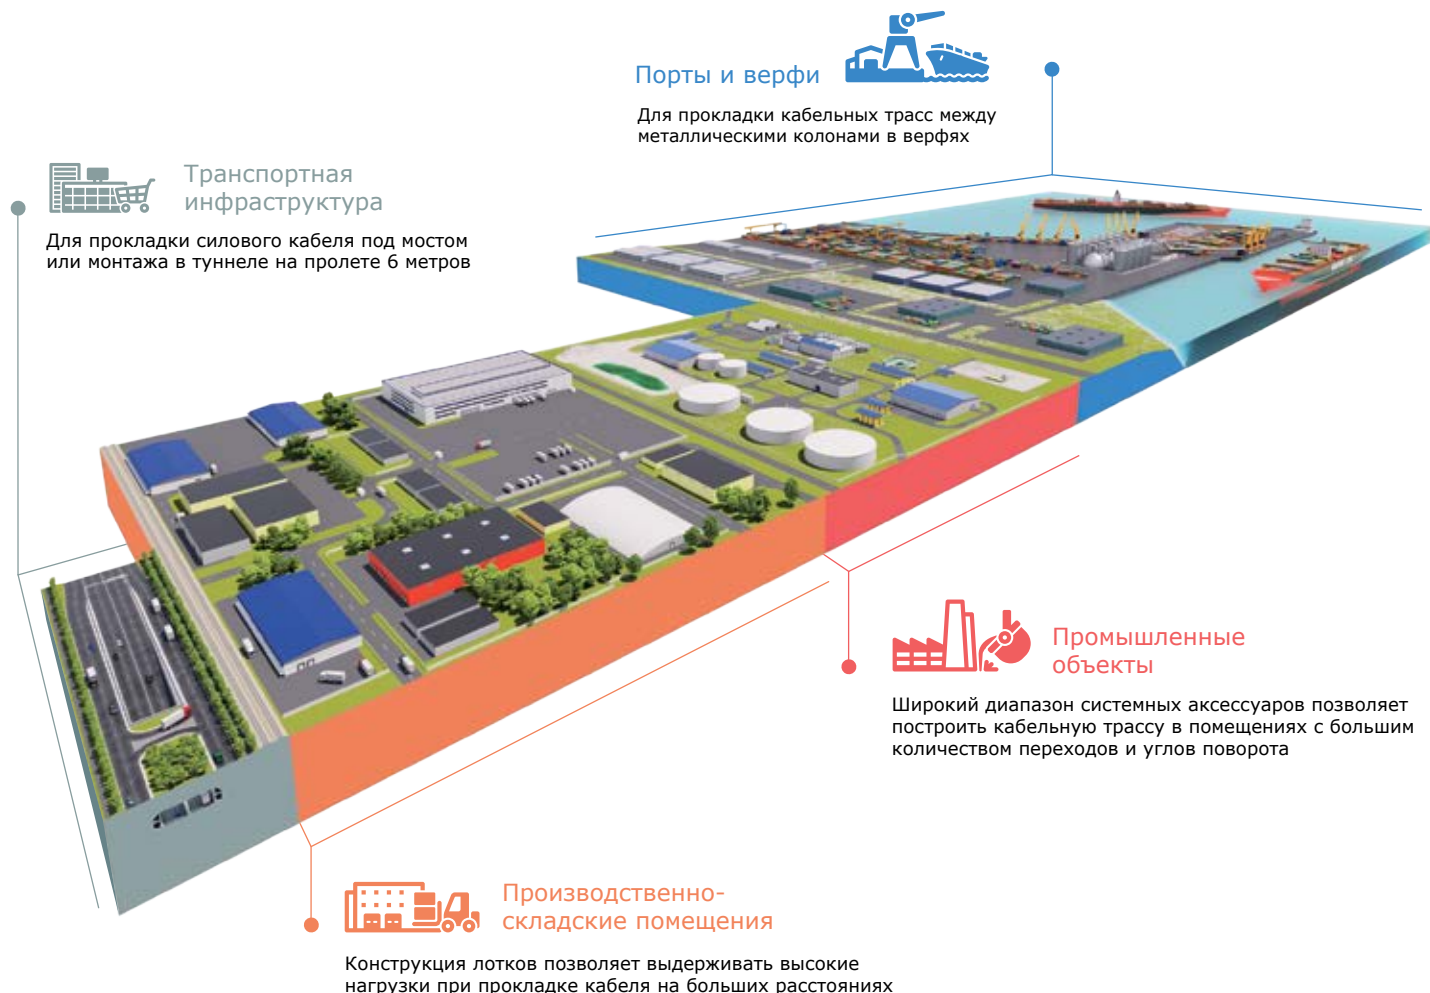 Порты и верфи
Для прокладки кабельных трасс между
металлическими колонами в верфях
Транспортная
инфраструктура
Для прокладки силового кабеля под мостом
или монтажа в туннеле на пролете 6 метров
Промышленные
объекты
Широкий диапазон системных аксессуаров позволяет
построить кабельную трассу в помещениях с большим
количеством переходов и углов поворота
Производственно-
складские помещения
Конструкция лотков позволяет выдерживать высокие
нагрузки при прокладке кабеля на больших расстояниях